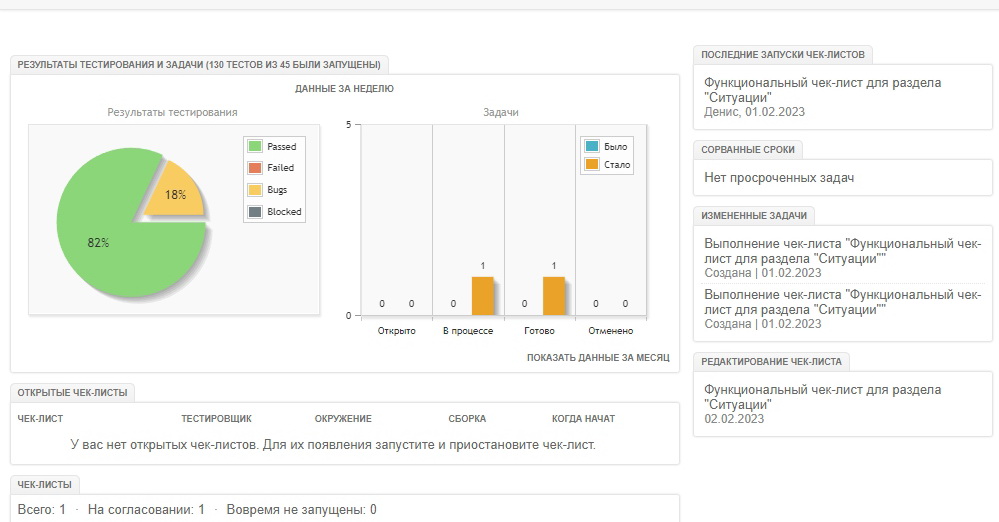 РЕЗУЛЬТАТЫ ТЕСТИРОВАНИЯ И ЗАДАЧИ (130 ТЕСТОВ ИЗ 45 БЫЛИ ЗАПУЩЕНЫ)
ДАННЫЕ ЗА НЕДЕЛЮ
Результаты тестирования
Passed
Failed
Bugs
Blocked
18%
82%
Задачи
5
0
Было
Стало
0 0 0 1 0 1 0 0
Открыто В процессе Готово Отменено
ПОКАЗАТЬ ДАННЫЕ ЗА МЕСЯЦ
ОТКРЫТЫЕ ЧЕК-ЛИСТЫ
ЧЕК-ЛИСТ ТЕСТИРОВЩИК ОКРУЖЕНИЕ СБОРКА КОГДА НАЧАТ
У вас нет открытых чек-листов. Для их появления запустите и приостановите чек-лист.
ЧЕК-ЛИСТЫ
Всего: 1 · На согласовании: 1 · Вовремя не запущены: 0
ПОСЛЕДНИЕ ЗАПУСКИ ЧЕК-ЛИСТОВ
Функциональный чек-лист для раздела
"Ситуации"
Денис, 01.02.2023
СОРВАННЫЕ СРОКИ
Нет просроченных задач
ИЗМЕНЕННЫЕ ЗАДАЧИ
Выполнение чек-листа "Функциональный чек-
лист для раздела "Ситуации""
Создана | 01.02.2023
Выполнение чек-листа "Функциональный чек-
лист для раздела "Ситуации""
Создана | 01.02.2023
РЕДАКТИРОВАНИЕ ЧЕК-ЛИСТА
Функциональный чек-лист для раздела
"Ситуации"
02.02.2023